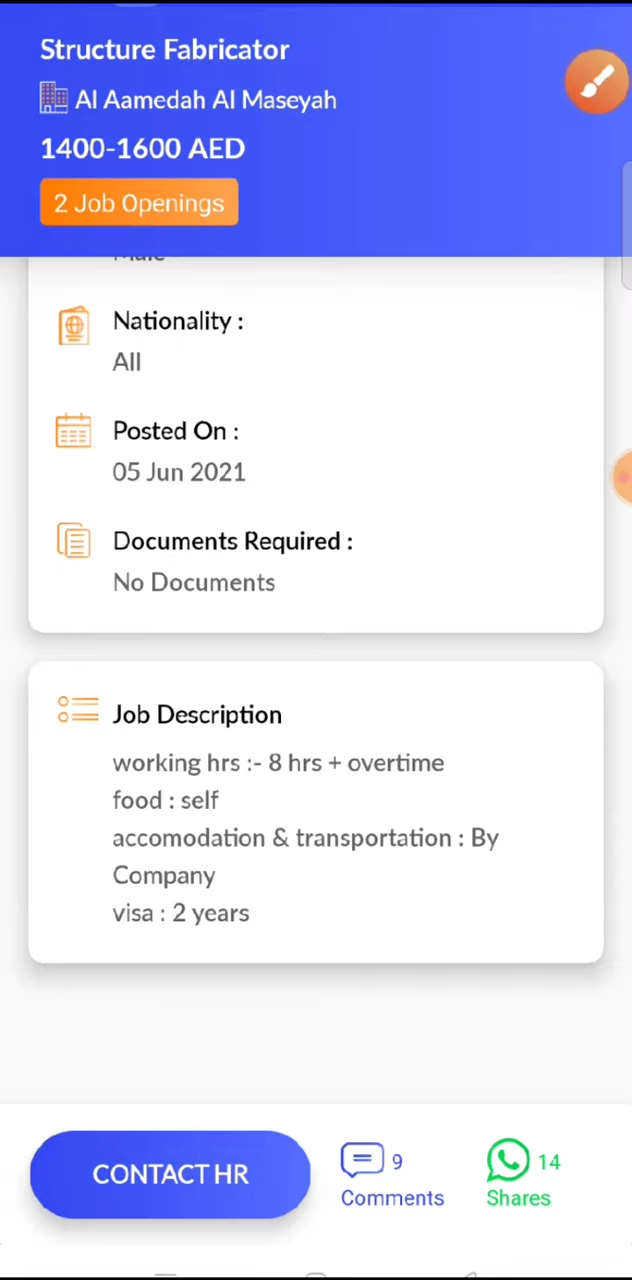 Structure Fabricator
Al Aamedah Al Maseyah
1400-1600 AED
2 Job Openings
Nationality :
All
Posted On :
05 Jun 2021
Documents Required :
No Documents
Job Description
working hrs :- 8 hrs + overtime
food : self
accomodation & transportation : By
Company
visa : 2 years
CONTACT HR
9
Comments
14
Shares